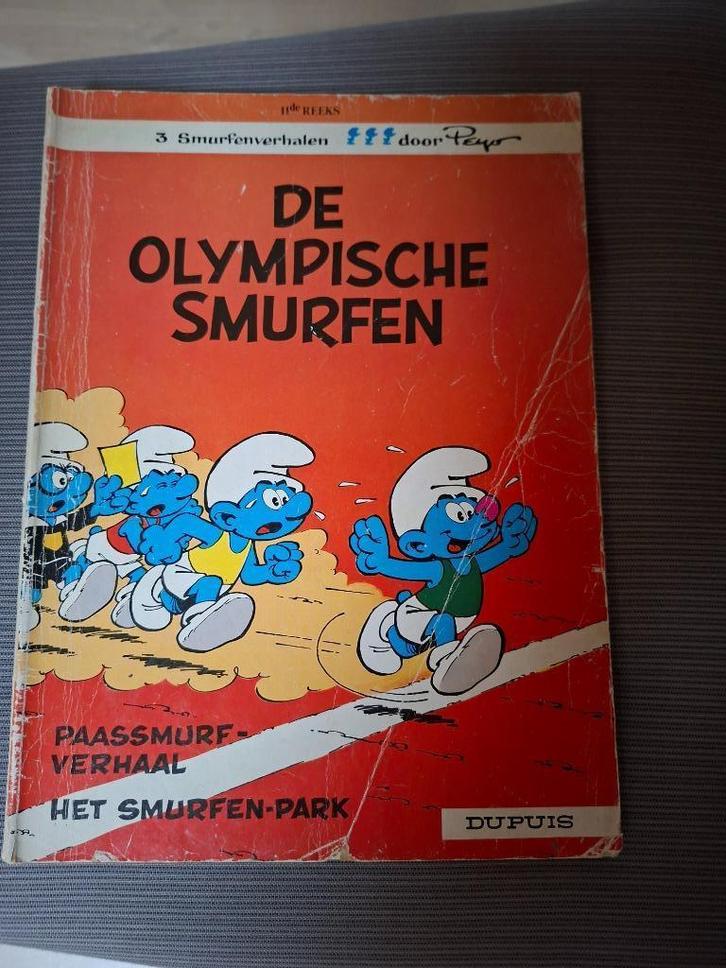 11de REEKS
3 Smurfenverhalen door Peyo
DE
OLYMPISCHE
SMURFEN
PAASSMURF-
VERHAAL
HET SMURFEN-PARK
DUPUIS